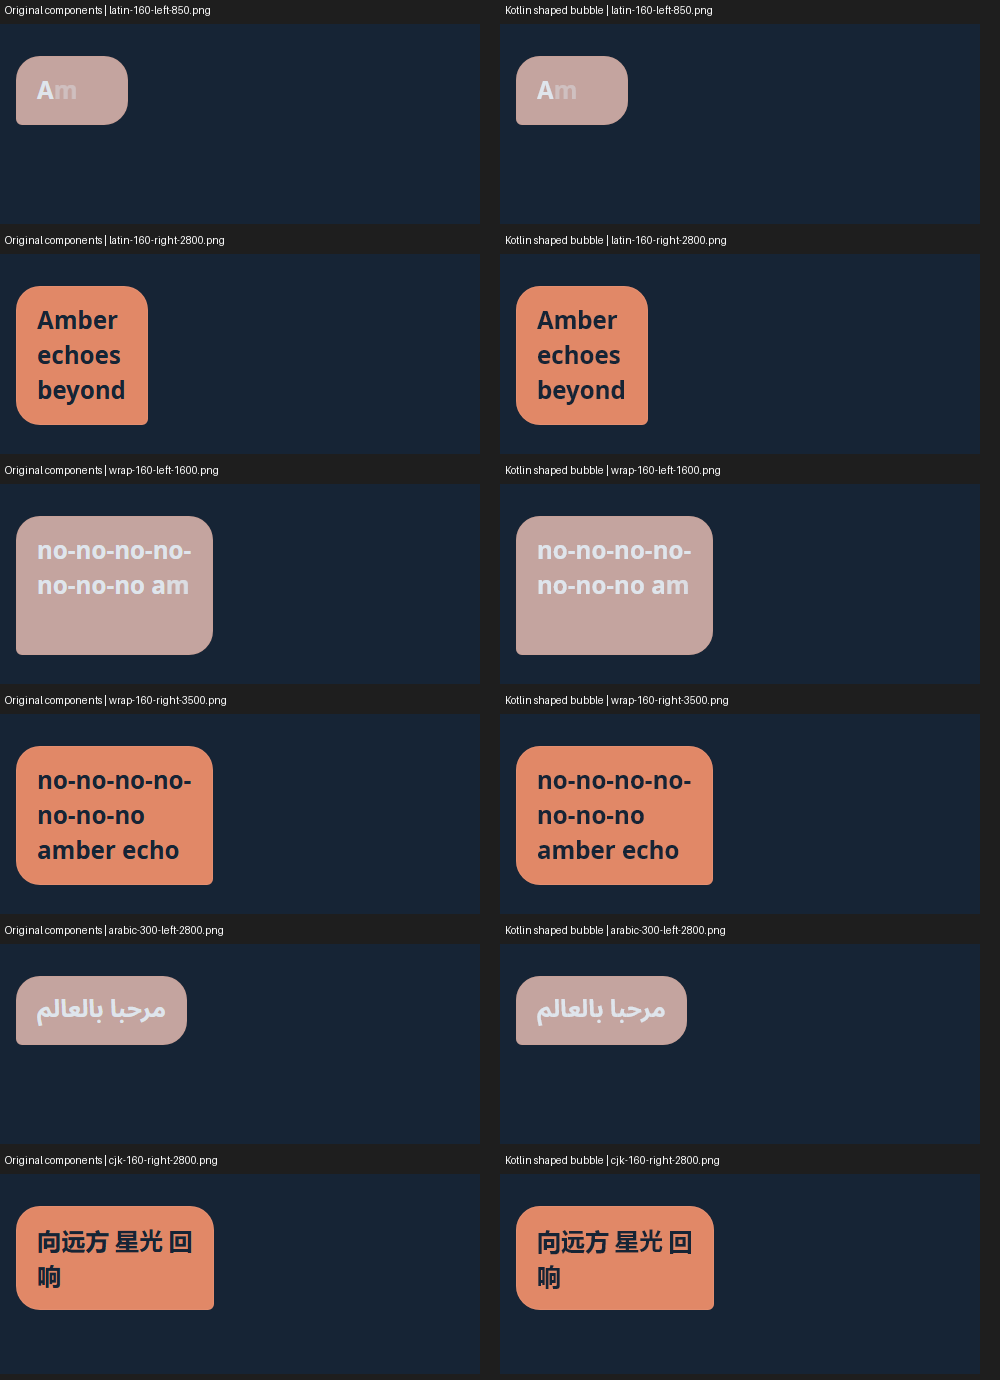 Original components | latin-160-left-850.png
Kotlin shaped bubble | latin-160-left-850.png
Am
Am
Original components | latin-160-right-2800.png
Kotlin shaped bubble | latin-160-right-2800.png
Amber
echoes
beyond
Amber
echoes
beyond
Original components | wrap-160-left-1600.png
Kotlin shaped bubble | wrap-160-left-1600.png
no-no-no-no-
no-no-no am
no-no-no-no-
no-no-no am
Original components | wrap-160-right-3500.png
Kotlin shaped bubble | wrap-160-right-3500.png
no-no-no-no-
no-no-no
amber echo
no-no-no-no-
no-no-no
amber echo
Original components | arabic-300-left-2800.png
Kotlin shaped bubble | arabic-300-left-2800.png
مرحبا بالعالم
مرحبا بالعالم
Original components | cjk-160-right-2800.png
Kotlin shaped bubble | cjk-160-right-2800.png
向远方 星光 回
响
向远方 星光 回
响